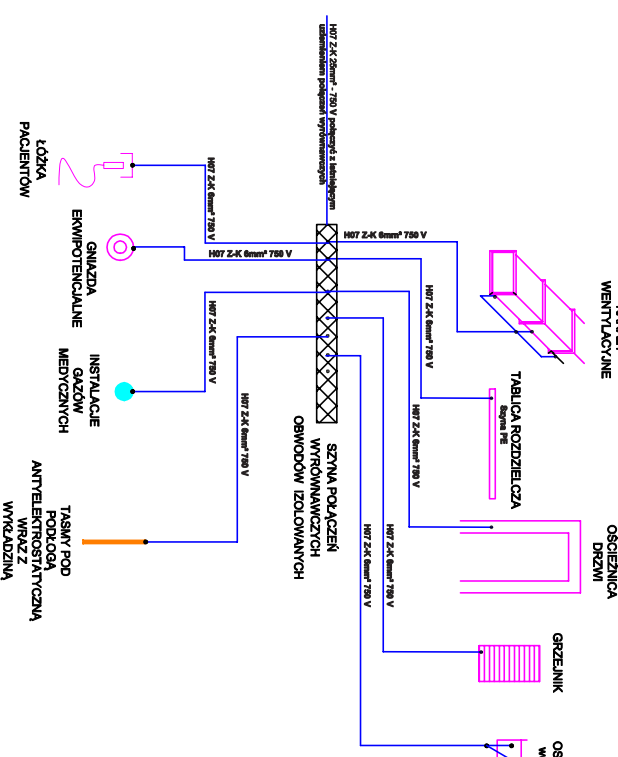 H07 Z-K 25mm² - 750 V połączyć z istniejącym
uziemieniem połączeń wyrównawczych
WENTYLACYJNE
H07 Z-K 6mm² 750 V
H07 Z-K 6mm² 750 V
H07 Z-K 6mm² 750 V
ŁÓŻKA
PACJENTÓW
GNIAZDA
EKWIPOTENCJALNE
H07 Z-K 6mm² 750 V
TABLICA ROZDZIELCZA
Szyna PE
H07 Z-K 6mm² 750 V
INSTALACJE
GAZÓW
MEDYCZNYCH
H07 Z-K 6mm² 750 V
H07 Z-K 6mm² 750 V
SZYNA POŁĄCZEŃ
WYRÓWNAWCZYCH
OBWODÓW IZOLOWANYCH
OŚCIEŻNICA
DRZWI
H07 Z-K 6mm² 750 V
H07 Z-K 6mm² 750 V
TAŚMY POD
PODŁOGĄ
ANTYELEKTROSTATYCZNĄ
WRAZ Z
WYKŁADZINĄ
GRZEJNIK